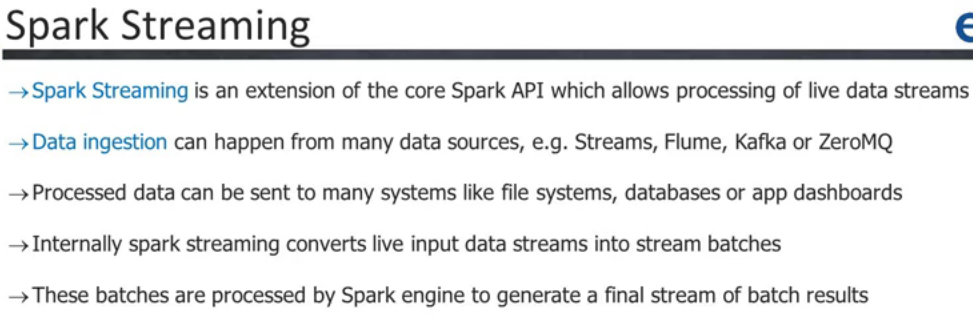 Spark Streaming
e
→Spark Streaming is an extension of the core Spark API which allows processing of live data streams
→Data ingestion can happen from many data sources, e.g. Streams, Flume, Kafka or ZeroMQ
→Processed data can be sent to many systems like file systems, databases or app dashboards
→Internally spark streaming converts live input data streams into stream batches
→These batches are processed by Spark engine to generate a final stream of batch results